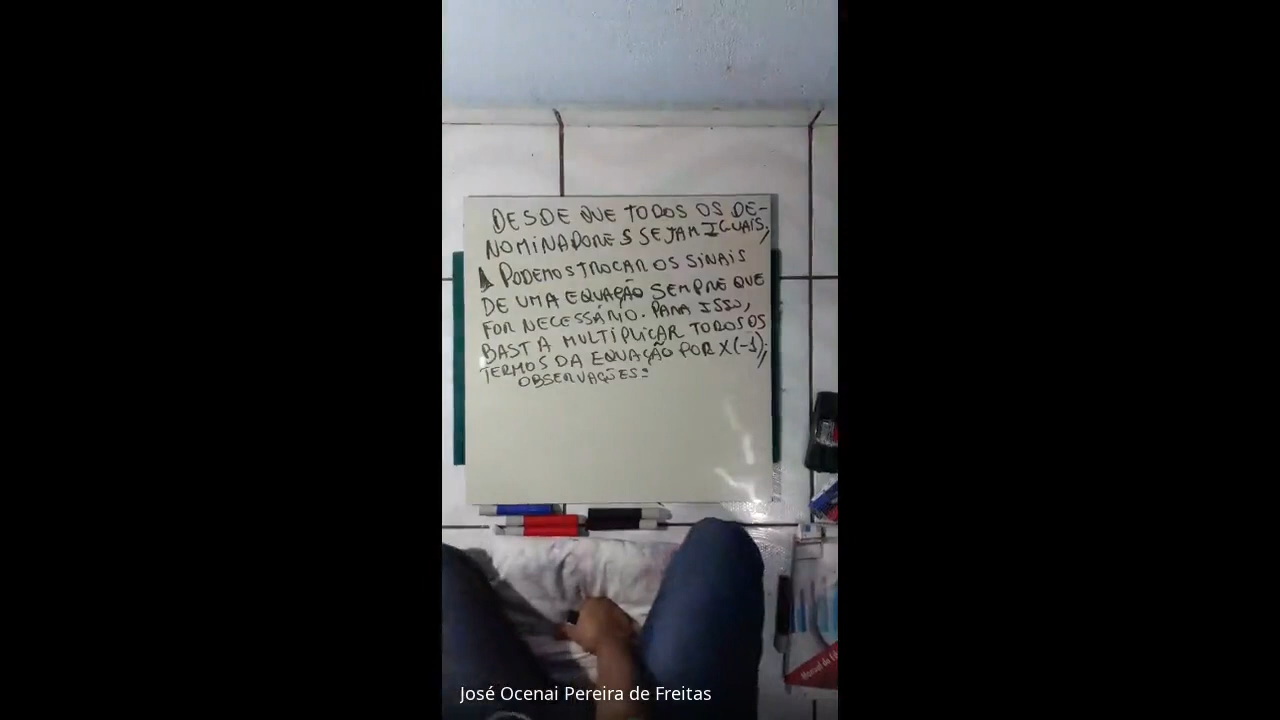 DESDE QUE TODOS OS DE-
NOMINADORES SEJAM IGUAIS;
PODEMOS TROCAR OS SINAIS
DE UMA EQUAÇÃO SEMPRE QUE
FOR NECESSÁRIO. PARA ISSO,
BASTA MULTIPLICAR TODOS OS
TERMOS DA EQUAÇÃO POR X(-1);
OBSERVAÇÕES:
José Ocenai Pereira de Freitas